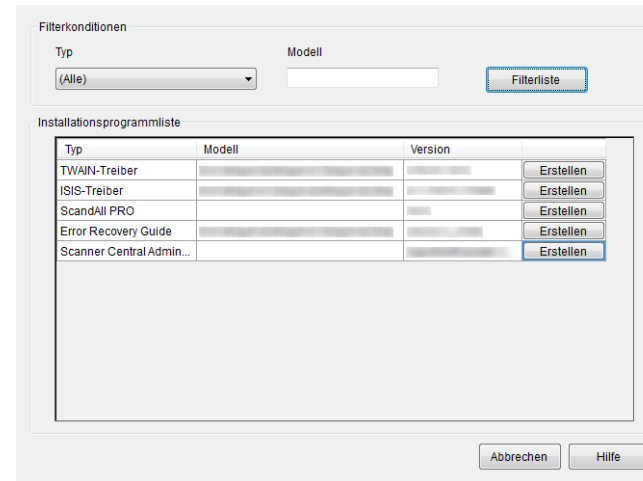 Filterkonditionen
Typ Modell
(Alle) Filterliste
Installationsprogrammliste
Typ Modell Version
TWAIN-Treiber Erstellen
ISIS-Treiber Erstellen
ScandAll PRO Erstellen
Error Recovery Guide Erstellen
Scanner Central Admin... Erstellen
Abbrechen Hilfe